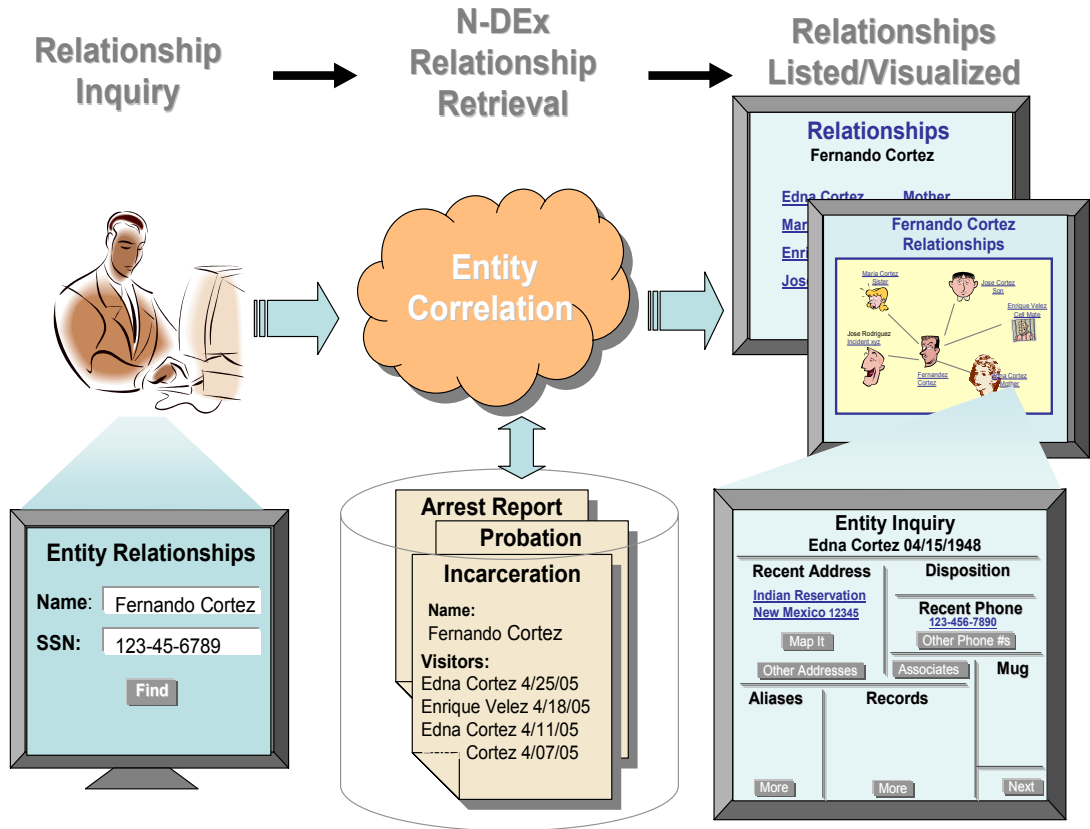 Relationship
Inquiry
N-DEx
Relationship
Retrieval
Relationships
Listed/Visualized
Entity
Correlation
Relationships
Fernando Cortez
Edna Cortez Mother
Mar
Enri
Jos
Fernando Cortez
Relationships
Maria Cortez
Sister
Jose Cortez
Son
Enrique Velez
Cell Mate
Jose Rodriguez
Incident xyz
Fernandez
Cortez
Cortez
Mother
Entity Relationships
Name: Fernando Cortez
SSN: 123-45-6789
Find
Arrest Report
Probation
Incarceration
Name:
Fernando Cortez
Visitors:
Edna Cortez 4/25/05
Enrique Velez 4/18/05
Edna Cortez 4/11/05
Cortez 4/07/05
Entity Inquiry
Edna Cortez 04/15/1948
Recent Address
Indian Reservation
New Mexico 12345
Map It
Other Addresses
Disposition
Recent Phone
123-456-7890
Other Phone #s
Associates
Mug
Aliases
Records
More
More
Next